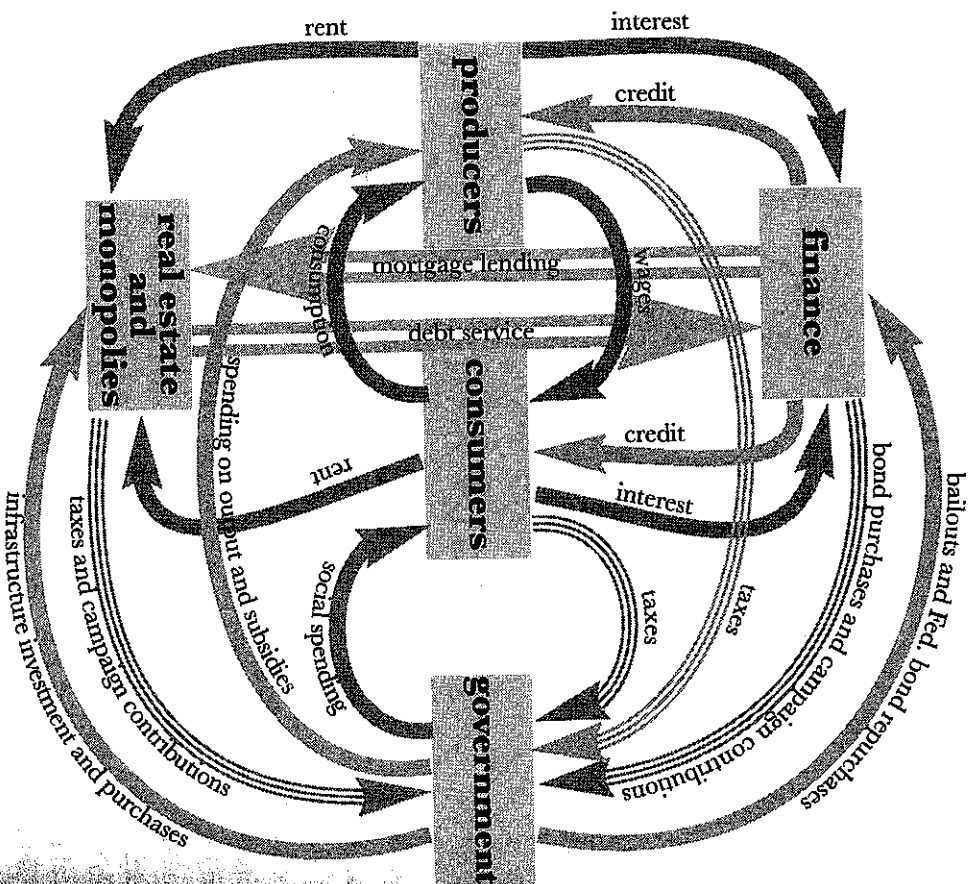 rent
interest
producers
credit
real estate
and
monopolies
finance
consumption
wages
mortgage lending
debt service
consumers
credit
rent
interest
spending on output and subsidies
social spending
taxes
taxes
taxes and campaign contributions
infrastructure investment and purchases
bond purchases and campaign contributions
bailouts and Fed. bond repurchases
government